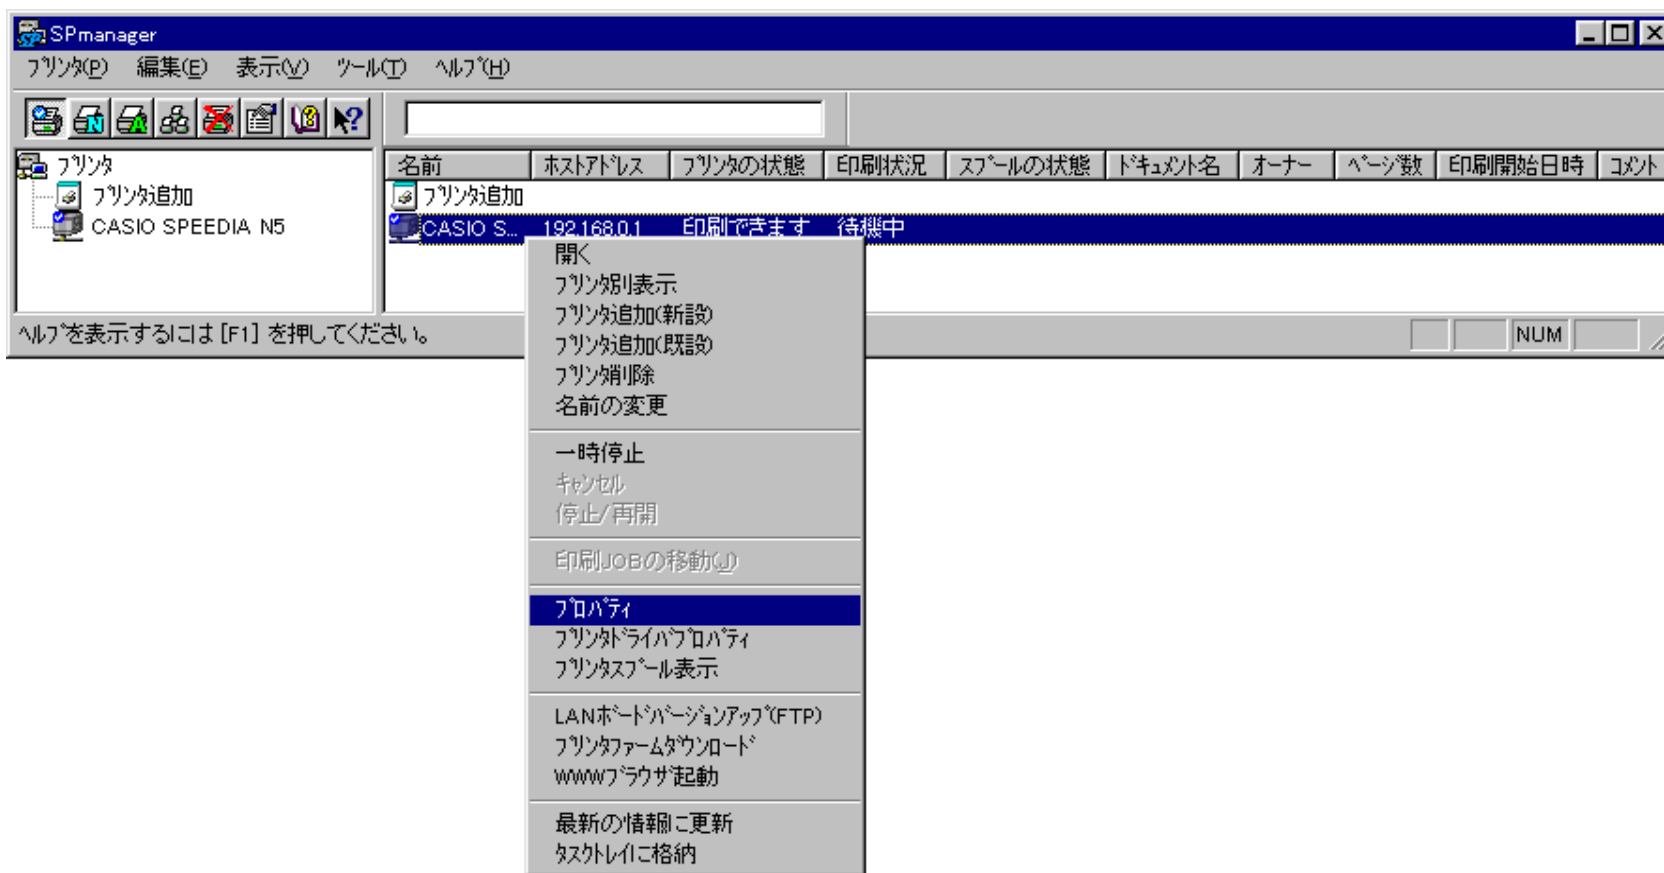 SPmanager
ﾌﾟﾘﾝﾀ(P) 編集(E) 表示(V) ﾂｰﾙ(T) ﾍﾙﾌﾟ(H)
ﾌﾟﾘﾝﾀ
ﾌﾟﾘﾝﾀ追加
CASIO SPEEDIA N5
名前 ﾎｽﾄｱﾄﾞﾚｽ ﾌﾟﾘﾝﾀの状態 印刷状況 ｽﾌﾟｰﾙの状態 ﾄﾞｷｭﾒﾝﾄ名 ｵｰﾅｰ ﾍﾟｰｼﾞ数 印刷開始日時 ｺﾒﾝﾄ
ﾌﾟﾘﾝﾀ追加
CASIO S... 192.168.0.1 印刷できます 待機中
開く
ﾌﾟﾘﾝﾀ別表示
ﾌﾟﾘﾝﾀ追加(新設)
ﾌﾟﾘﾝﾀ追加(既設)
ﾌﾟﾘﾝﾀ削除
名前の変更
一時停止
ｷｬﾝｾﾙ
停止/再開
印刷JOBの移動(J)
ﾌﾟﾛﾊﾟﾃｨ
ﾌﾟﾘﾝﾀﾄﾞﾗｲﾊﾞﾌﾟﾛﾊﾟﾃｨ
ﾌﾟﾘﾝﾀｽﾌﾟｰﾙ表示
LANﾎﾞｰﾄﾞﾊﾞｰｼﾞｮﾝｱｯﾌﾟ(FTP)
ﾌﾟﾘﾝﾀﾌｧｰﾑﾀﾞｳﾝﾛｰﾄﾞ
WWWﾌﾞﾗｳｻﾞ起動
最新の情報に更新
ﾀｽｸﾄﾚｲに格納
ﾍﾙﾌﾟを表示するには [F1] を押してください。 NUM